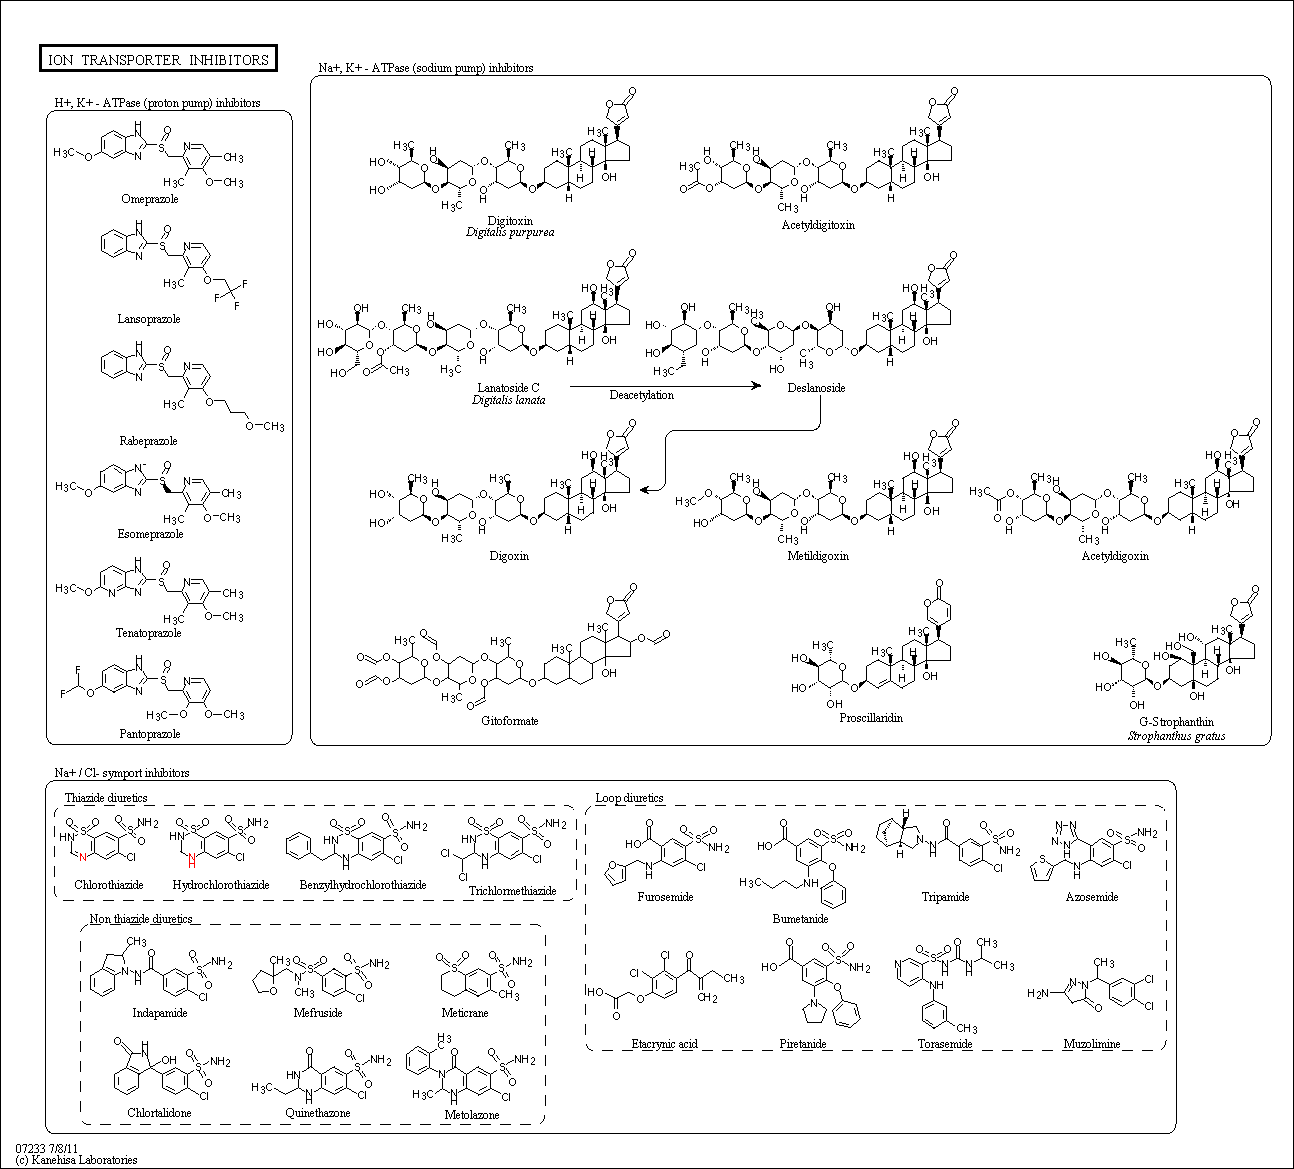 ION TRANSPORTER INHIBITORS
H+, K+ - ATPase (proton pump) inhibitors
Omeprazole
Lansoprazole
Rabeprazole
Esomeprazole
Tenatoprazole
Pantoprazole
Na+, K+ - ATPase (sodium pump) inhibitors
Digitoxin
Digitalis purpurea
Acetyldigitoxin
Lanatoside C
Digitalis lanata
Deacetylation
Deslanoside
Digoxin
Metildigoxin
Acetyldigoxin
Gitoformate
Proscillaridin
G-Strophanthin
Strophanthus gratus
Na+ / Cl- symport inhibitors
Thiazide diuretics
Chlorothiazide
Hydrochlorothiazide
Benzylhydrochlorothiazide
Trichlormethiazide
Non thiazide diuretics
Indapamide
Mefruside
Meticrane
Chlortalidone
Quinethazone
Metolazone
Loop diuretics
Furosemide
Bumetanide
Tripamide
Azosemide
Etacrynic acid
Piretanide
Torasemide
Muzolimine
07233 7/8/11
(c) Kanehisa Laboratories